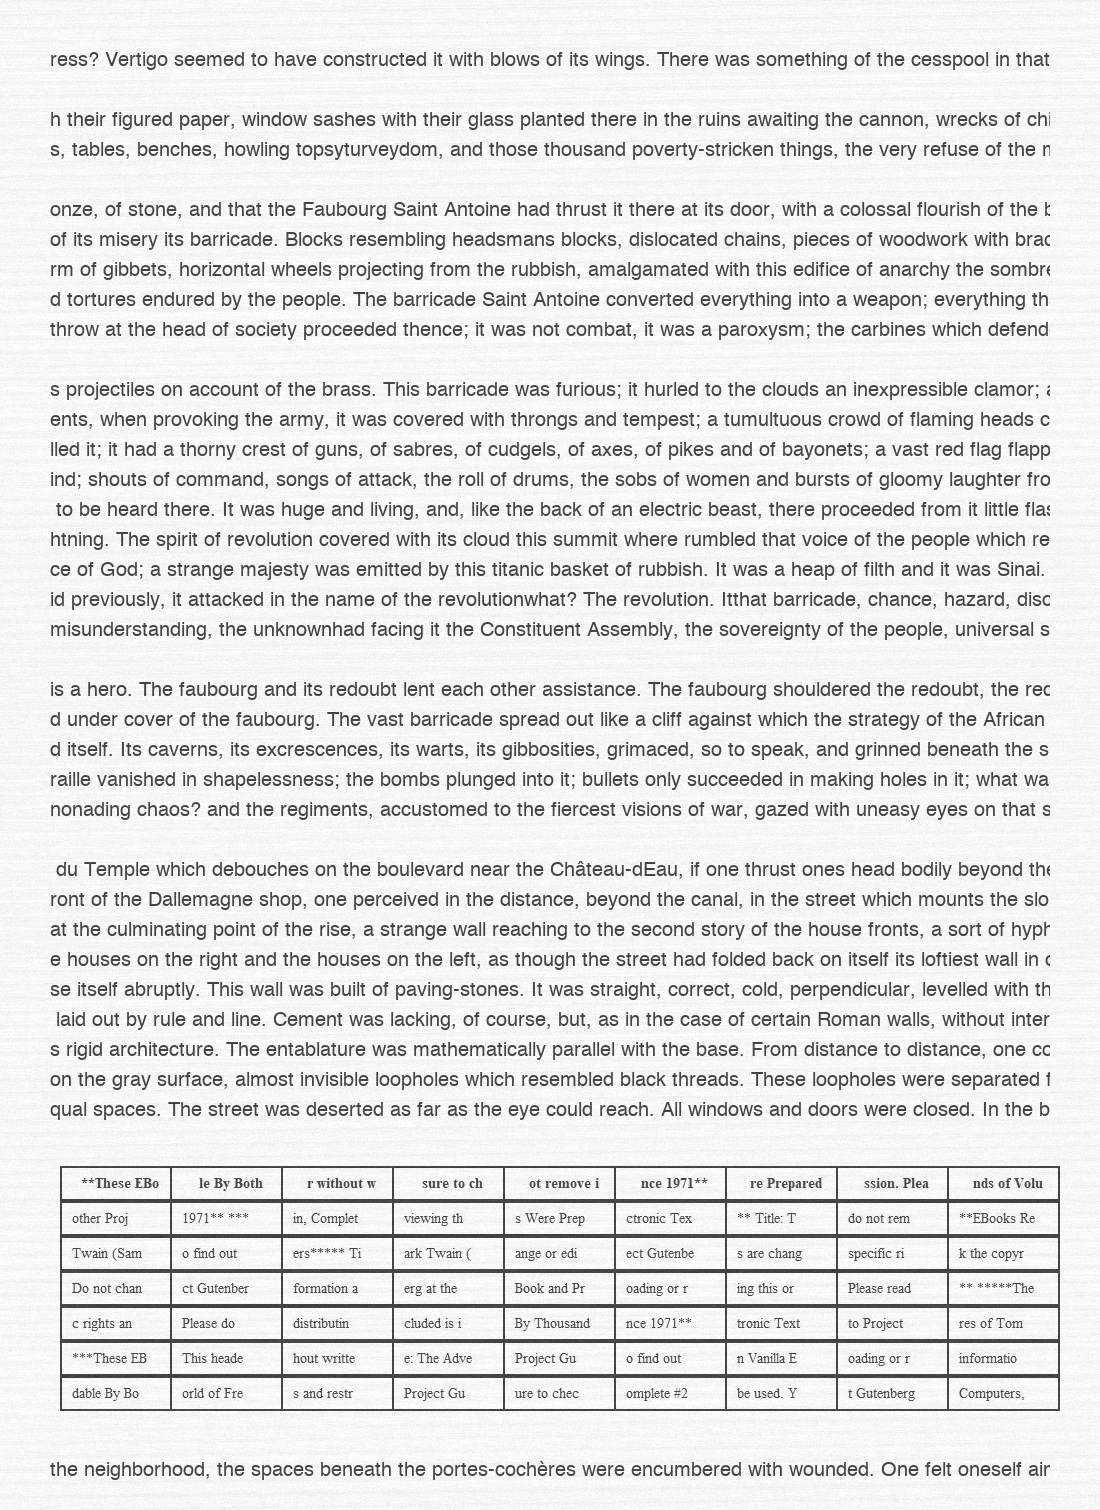 ress? Vertigo seemed to have constructed it with blows of its wings. There was something of the cesspool in that
h their figured paper, window sashes with their glass planted there in the ruins awaiting the cannon, wrecks of chi
s, tables, benches, howling topsyturveydom, and those thousand poverty-stricken things, the very refuse of the
onze, of stone, and that the Faubourg Saint Antoine had thrust it there at its door, with a colossal flourish of the
of its misery its barricade. Blocks resembling headsmans blocks, dislocated chains, pieces of woodwork with brac
rm of gibbets, horizontal wheels projecting from the rubbish, amalgamated with this edifice of anarchy the sombre
d tortures endured by the people. The barricade Saint Antoine converted everything into a weapon; everything th
throw at the head of society proceeded thence; it was not combat, it was a paroxysm; the carbines which defend
s projectiles on account of the brass. This barricade was furious; it hurled to the clouds an inexpressible clamor; a
ents, when provoking the army, it was covered with throngs and tempest; a tumultuous crowd of flaming heads c
lled it; it had a thorny crest of guns, of sabres, of cudgels, of axes, of pikes and of bayonets; a vast red flag flapp
ind; shouts of command, songs of attack, the roll of drums, the sobs of women and bursts of gloomy laughter fro
to be heard there. It was huge and living, and, like the back of an electric beast, there proceeded from it little flas
htning. The spirit of revolution covered with its cloud this summit where rumbled that voice of the people which re
ce of God; a strange majesty was emitted by this titanic basket of rubbish. It was a heap of filth and it was Sinai.
id previously, it attacked in the name of the revolutionwhat? The revolution. Itthat barricade, chance, hazard, disc
misunderstanding, the unknownhad facing it the Constituent Assembly, the sovereignty of the people, universal s
is a hero. The faubourg and its redoubt lent each other assistance. The faubourg shouldered the redoubt, the red
d under cover of the faubourg. The vast barricade spread out like a cliff against which the strategy of the African
d itself. Its caverns, its excrescences, its warts, its gibbosities, grimaced, so to speak, and grinned beneath the s
raille vanished in shapelessness; the bombs plunged into it; bullets only succeeded in making holes in it; what wa
nonading chaos? and the regiments, accustomed to the fiercest visions of war, gazed with uneasy eyes on that s
du Temple which debouches on the boulevard near the Château-dEau, if one thrust ones head bodily beyond the
ront of the Dallemagne shop, one perceived in the distance, beyond the canal, in the street which mounts the slo
at the culminating point of the rise, a strange wall reaching to the second story of the house fronts, a sort of hyph
e houses on the right and the houses on the left, as though the street had folded back on itself its loftiest wall in
se itself abruptly. This wall was built of paving-stones. It was straight, correct, cold, perpendicular, levelled with th
laid out by rule and line. Cement was lacking, of course, but, as in the case of certain Roman walls, without inter
s rigid architecture. The entablature was mathematically parallel with the base. From distance to distance, one co
on the gray surface, almost invisible loopholes which resembled black threads. These loopholes were separated f
qual spaces. The street was deserted as far as the eye could reach. All windows and doors were closed. In the b
**These EBo le By Both r without w sure to ch ot remove i nce 1971** re Prepared ssion. Plea nds of Volu
other Proj 1971** *** in, Complet viewing th s Were Prep ctronic Tex ** Title: T do not rem **EBooks Re
Twain (Sam o find out ers***** Ti ark Twain ( ange or edi ect Gutenbe s are chang specific ri k the copyr
Do not chan ct Gutenber formation a erg at the Book and Pr oading or r ing this or Please read ** *****The
c rights an Please do distributin cluded is i By Thousand nce 1971** tronic Text to Project res of Tom
***These EB This heade hout writte e: The Adve Project Gu o find out n Vanilla E oading or r informatio
dable By Bo orld of Fre s and restr Project Gu ure to chec omplete #2 be used. Y t Gutenberg Computers,
the neighborhood, the spaces beneath the portes-cochères were encumbered with wounded. One felt oneself